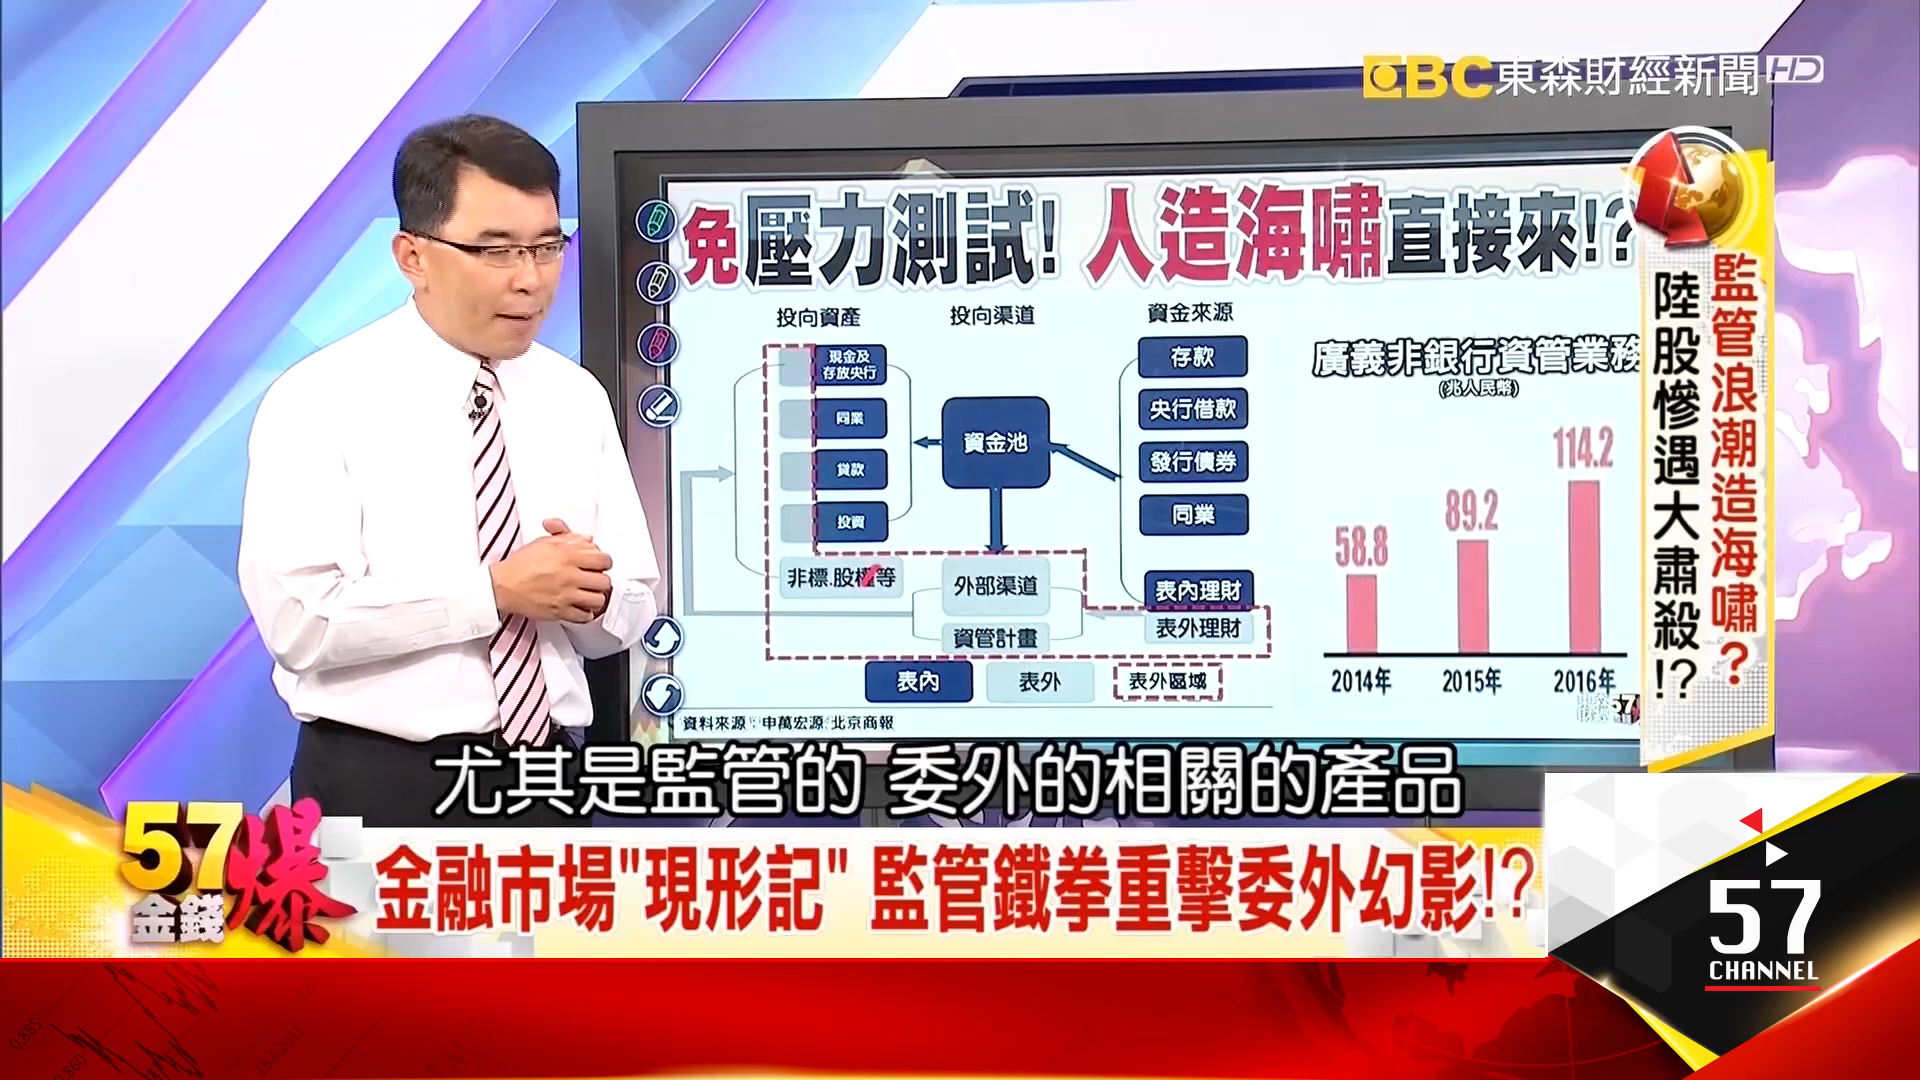 EBC 東森財經新聞 HD
免壓力測試! 人造海嘯直接來!?
監管浪潮造海嘯?
陸股慘遇大肅殺!?
投向資產
投向渠道
資金來源
現金及
存放央行
同業
貸款
投資
非標.股權等
資金池
外部渠道
資管計畫
存款
央行借款
發行債券
同業
表內理財
表外理財
表內
表外
表外區域
資料來源:申萬宏源 北京商報
廣義非銀行資管業務
(兆人民幣)
58.8
89.2
114.2
2014年
2015年
2016年
尤其是監管的 委外的相關的產品
57
金錢
爆
金融市場"現形記" 監管鐵拳重擊委外幻影!?
57
CHANNEL